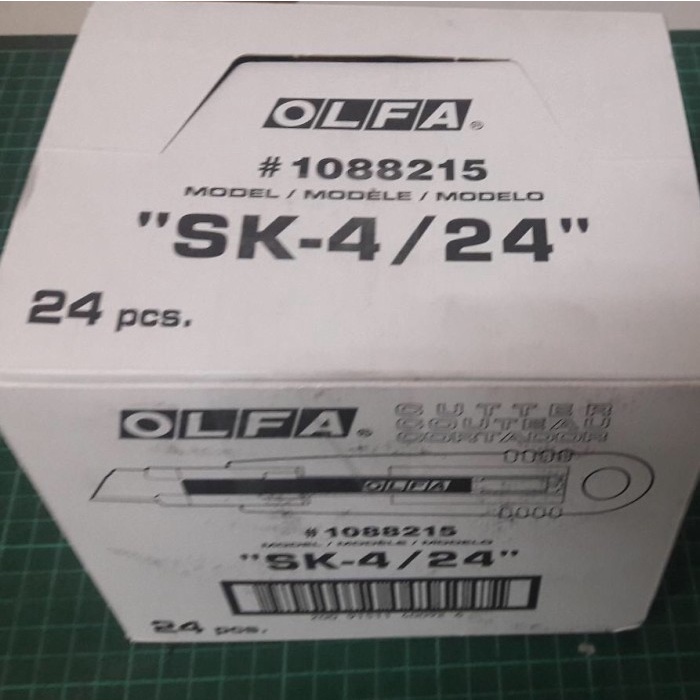 OLFA®
#1088215
MODEL / MODÈLE / MODELO
"SK-4/24"
24 pcs.
OLFA®
CUTTER
COUTEAU
CORTADOR
OLFA
#1088215
MODEL / MODÈLE / MODELO
"SK-4/24"
24 pcs.